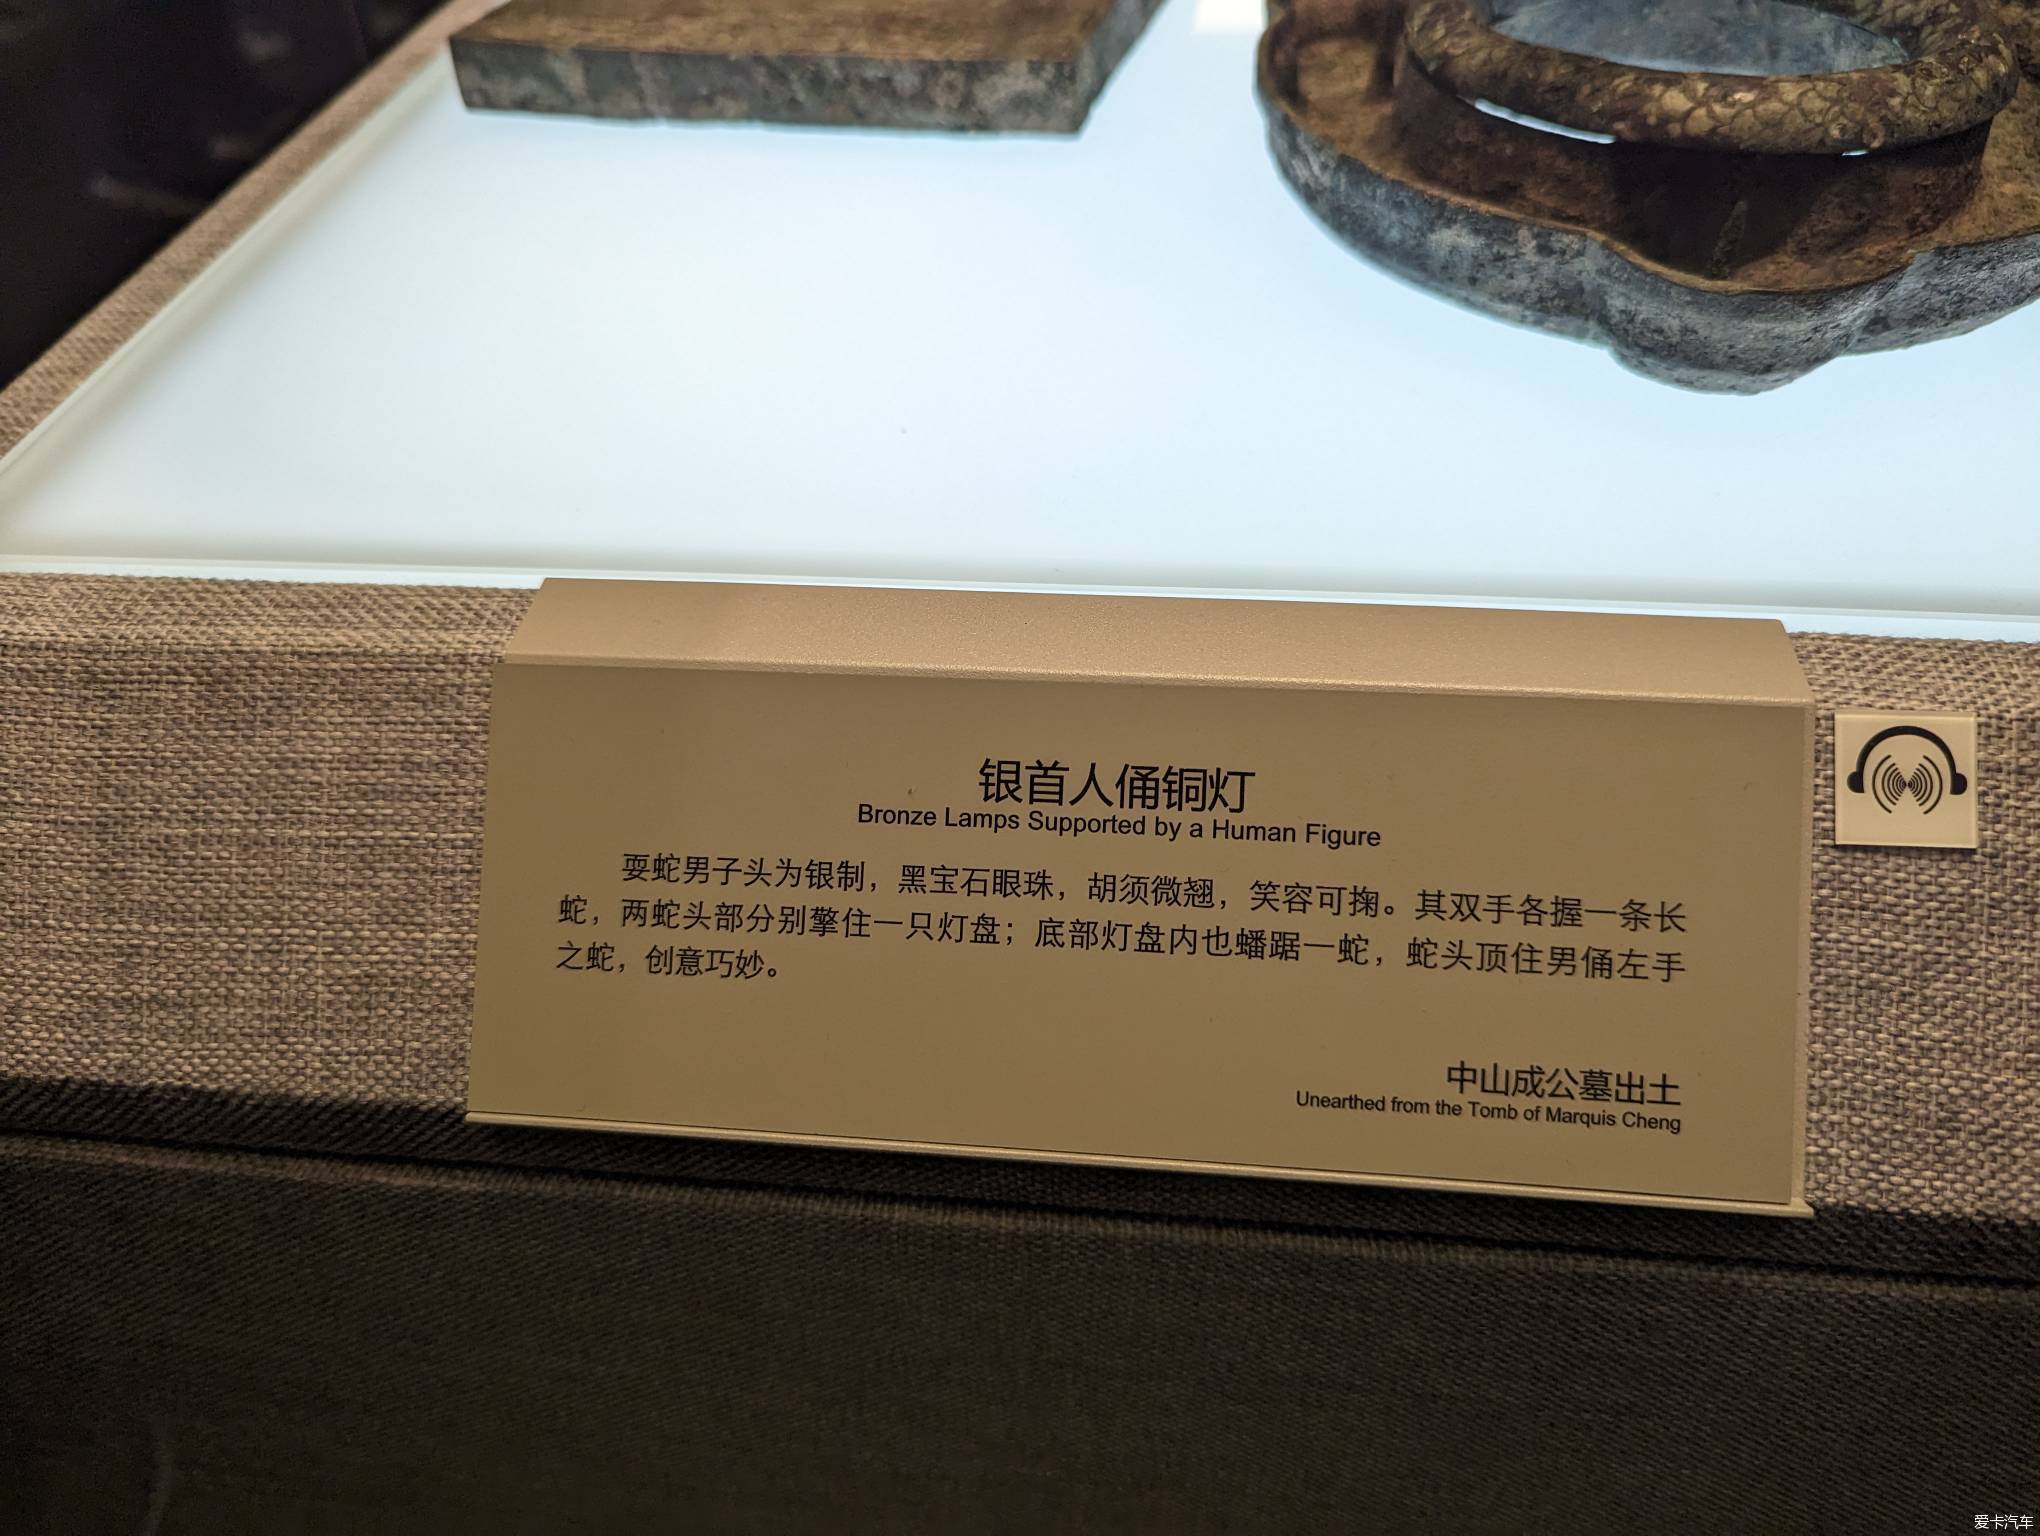 银首人俑铜灯
Bronze Lamps Supported by a Human Figure
耍蛇男子头为银制，黑宝石眼珠，胡须微翘，笑容可掬。其双手各握一条长
蛇，两蛇头部分别擎住一只灯盘；底部灯盘内也蟠踞一蛇，蛇头顶住男俑左手
之蛇，创意巧妙。
中山成公墓出土
Unearthed from the Tomb of Marquis Cheng
爱卡汽车